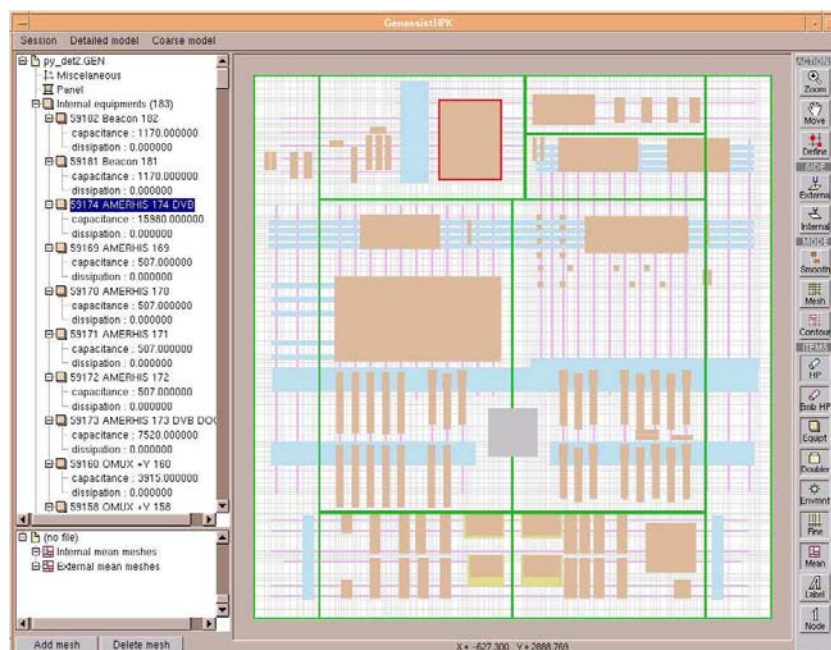 GenassistHPK
Session Detailed model Coarse model
py_det2.GEN
Miscellaneous
Panel
Internal equipments (183)
59182 Beacon 182
capacitance : 1170.000000
dissipation : 0.000000
59181 Beacon 181
capacitance : 1170.000000
dissipation : 0.000000
59174 AMERHIS 174 DVB
capacitance : 15980.000000
dissipation : 0.000000
59169 AMERHIS 169
capacitance : 507.000000
dissipation : 0.000000
59170 AMERHIS 170
capacitance : 507.000000
dissipation : 0.000000
59171 AMERHIS 171
capacitance : 507.000000
dissipation : 0.000000
59172 AMERHIS 172
capacitance : 507.000000
dissipation : 0.000000
59173 AMERHIS 173 DVB DOC
capacitance : 7520.000000
dissipation : 0.000000
59160 OMUX +Y 160
capacitance : 3915.000000
dissipation : 0.000000
59158 OMUX +Y 158
(no file)
Internal mean meshes
External mean meshes
Add mesh Delete mesh
X = -627.300 Y = 2888.769
ACTION
Zoom
Move
Define
SIDE
Externa
Internal
MODE
Smooth
Mesh
Contour
ITEMS
HP
Emb HP
Equipt
Doubler
Envmnt
Fine
Mean
Label
Node